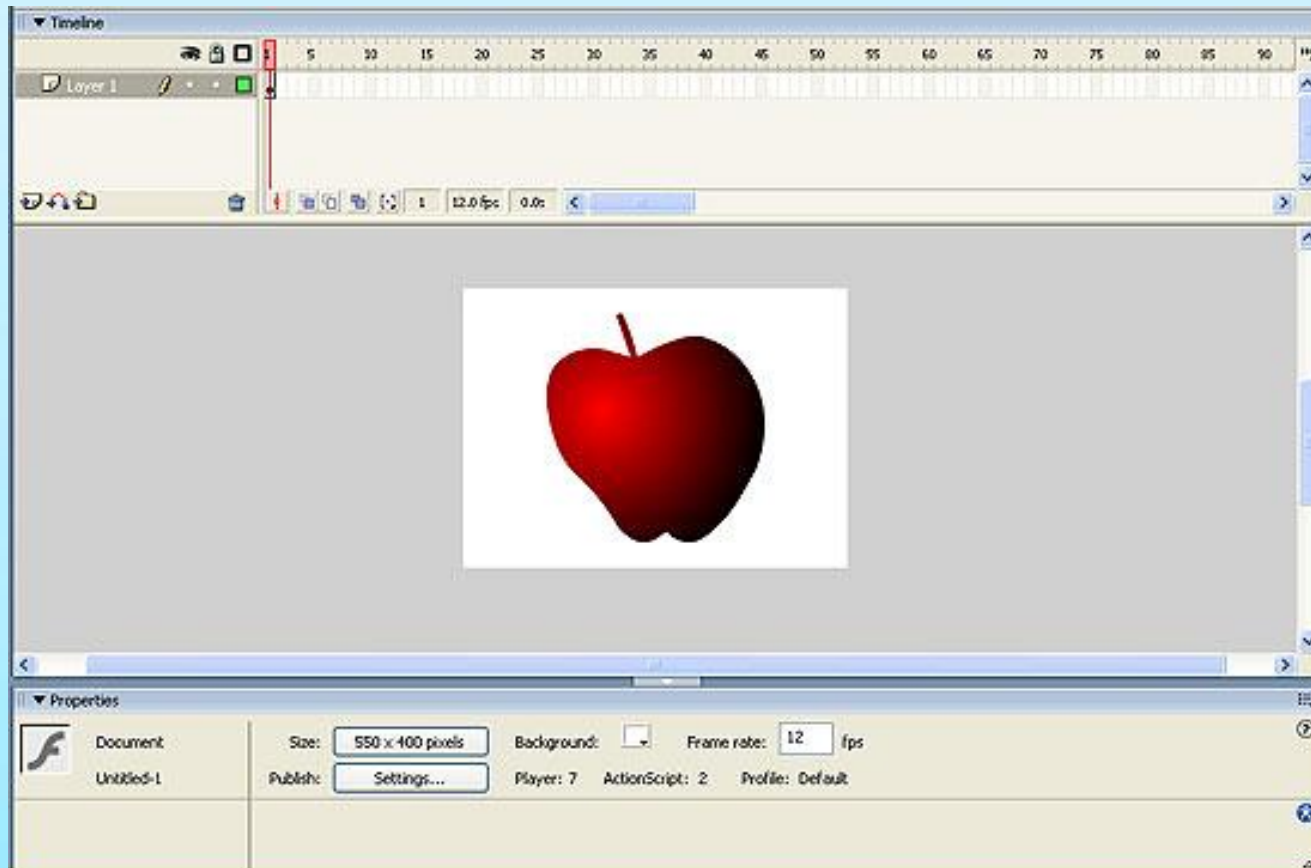 Timeline
1 5 10 15 20 25 30 35 40 45 50 55 60 65 70 75 80 85 90
Layer 1
1 12.0 fps 0.0s
Properties
Document Size: 550 x 400 pixels Background: Frame rate: 12 fps
Untitled-1 Publish: Settings... Player: 7 ActionScript: 2 Profile: Default